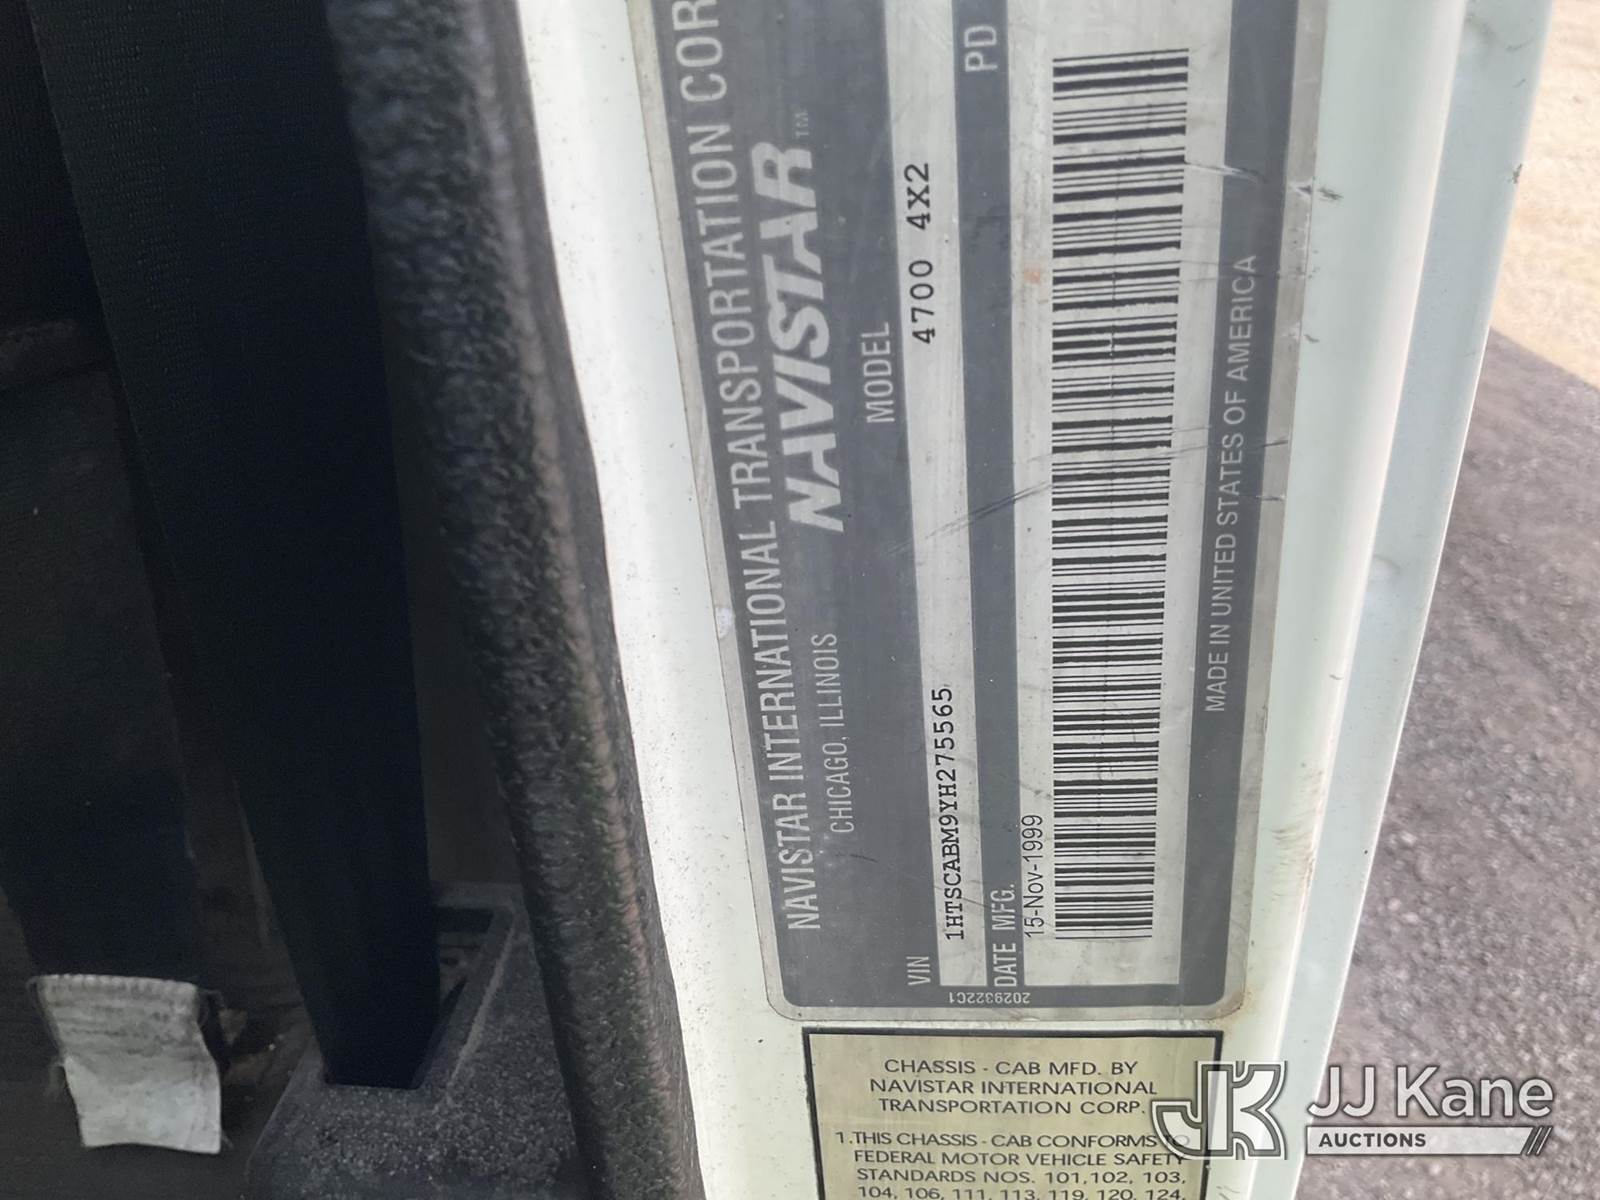 NAVISTAR INTERNATIONAL TRANSPORTATION COR
CHICAGO, ILLINOIS
NAVISTAR™
VIN
MODEL
1HTSCABM9YH275565
4700 4X2
DATE MFG.
PD
15-Nov-1999
MADE IN UNITED STATES OF AMERICA
2029322C1
CHASSIS - CAB MFD. BY
NAVISTAR INTERNATIONAL
TRANSPORTATION CORP.
1.THIS CHASSIS - CAB CONFORMS TO
FEDERAL MOTOR VEHICLE SAFETY
STANDARDS NOS. 101,102, 103,
104, 106, 111, 113, 119, 120, 124,
JK JJ Kane
AUCTIONS